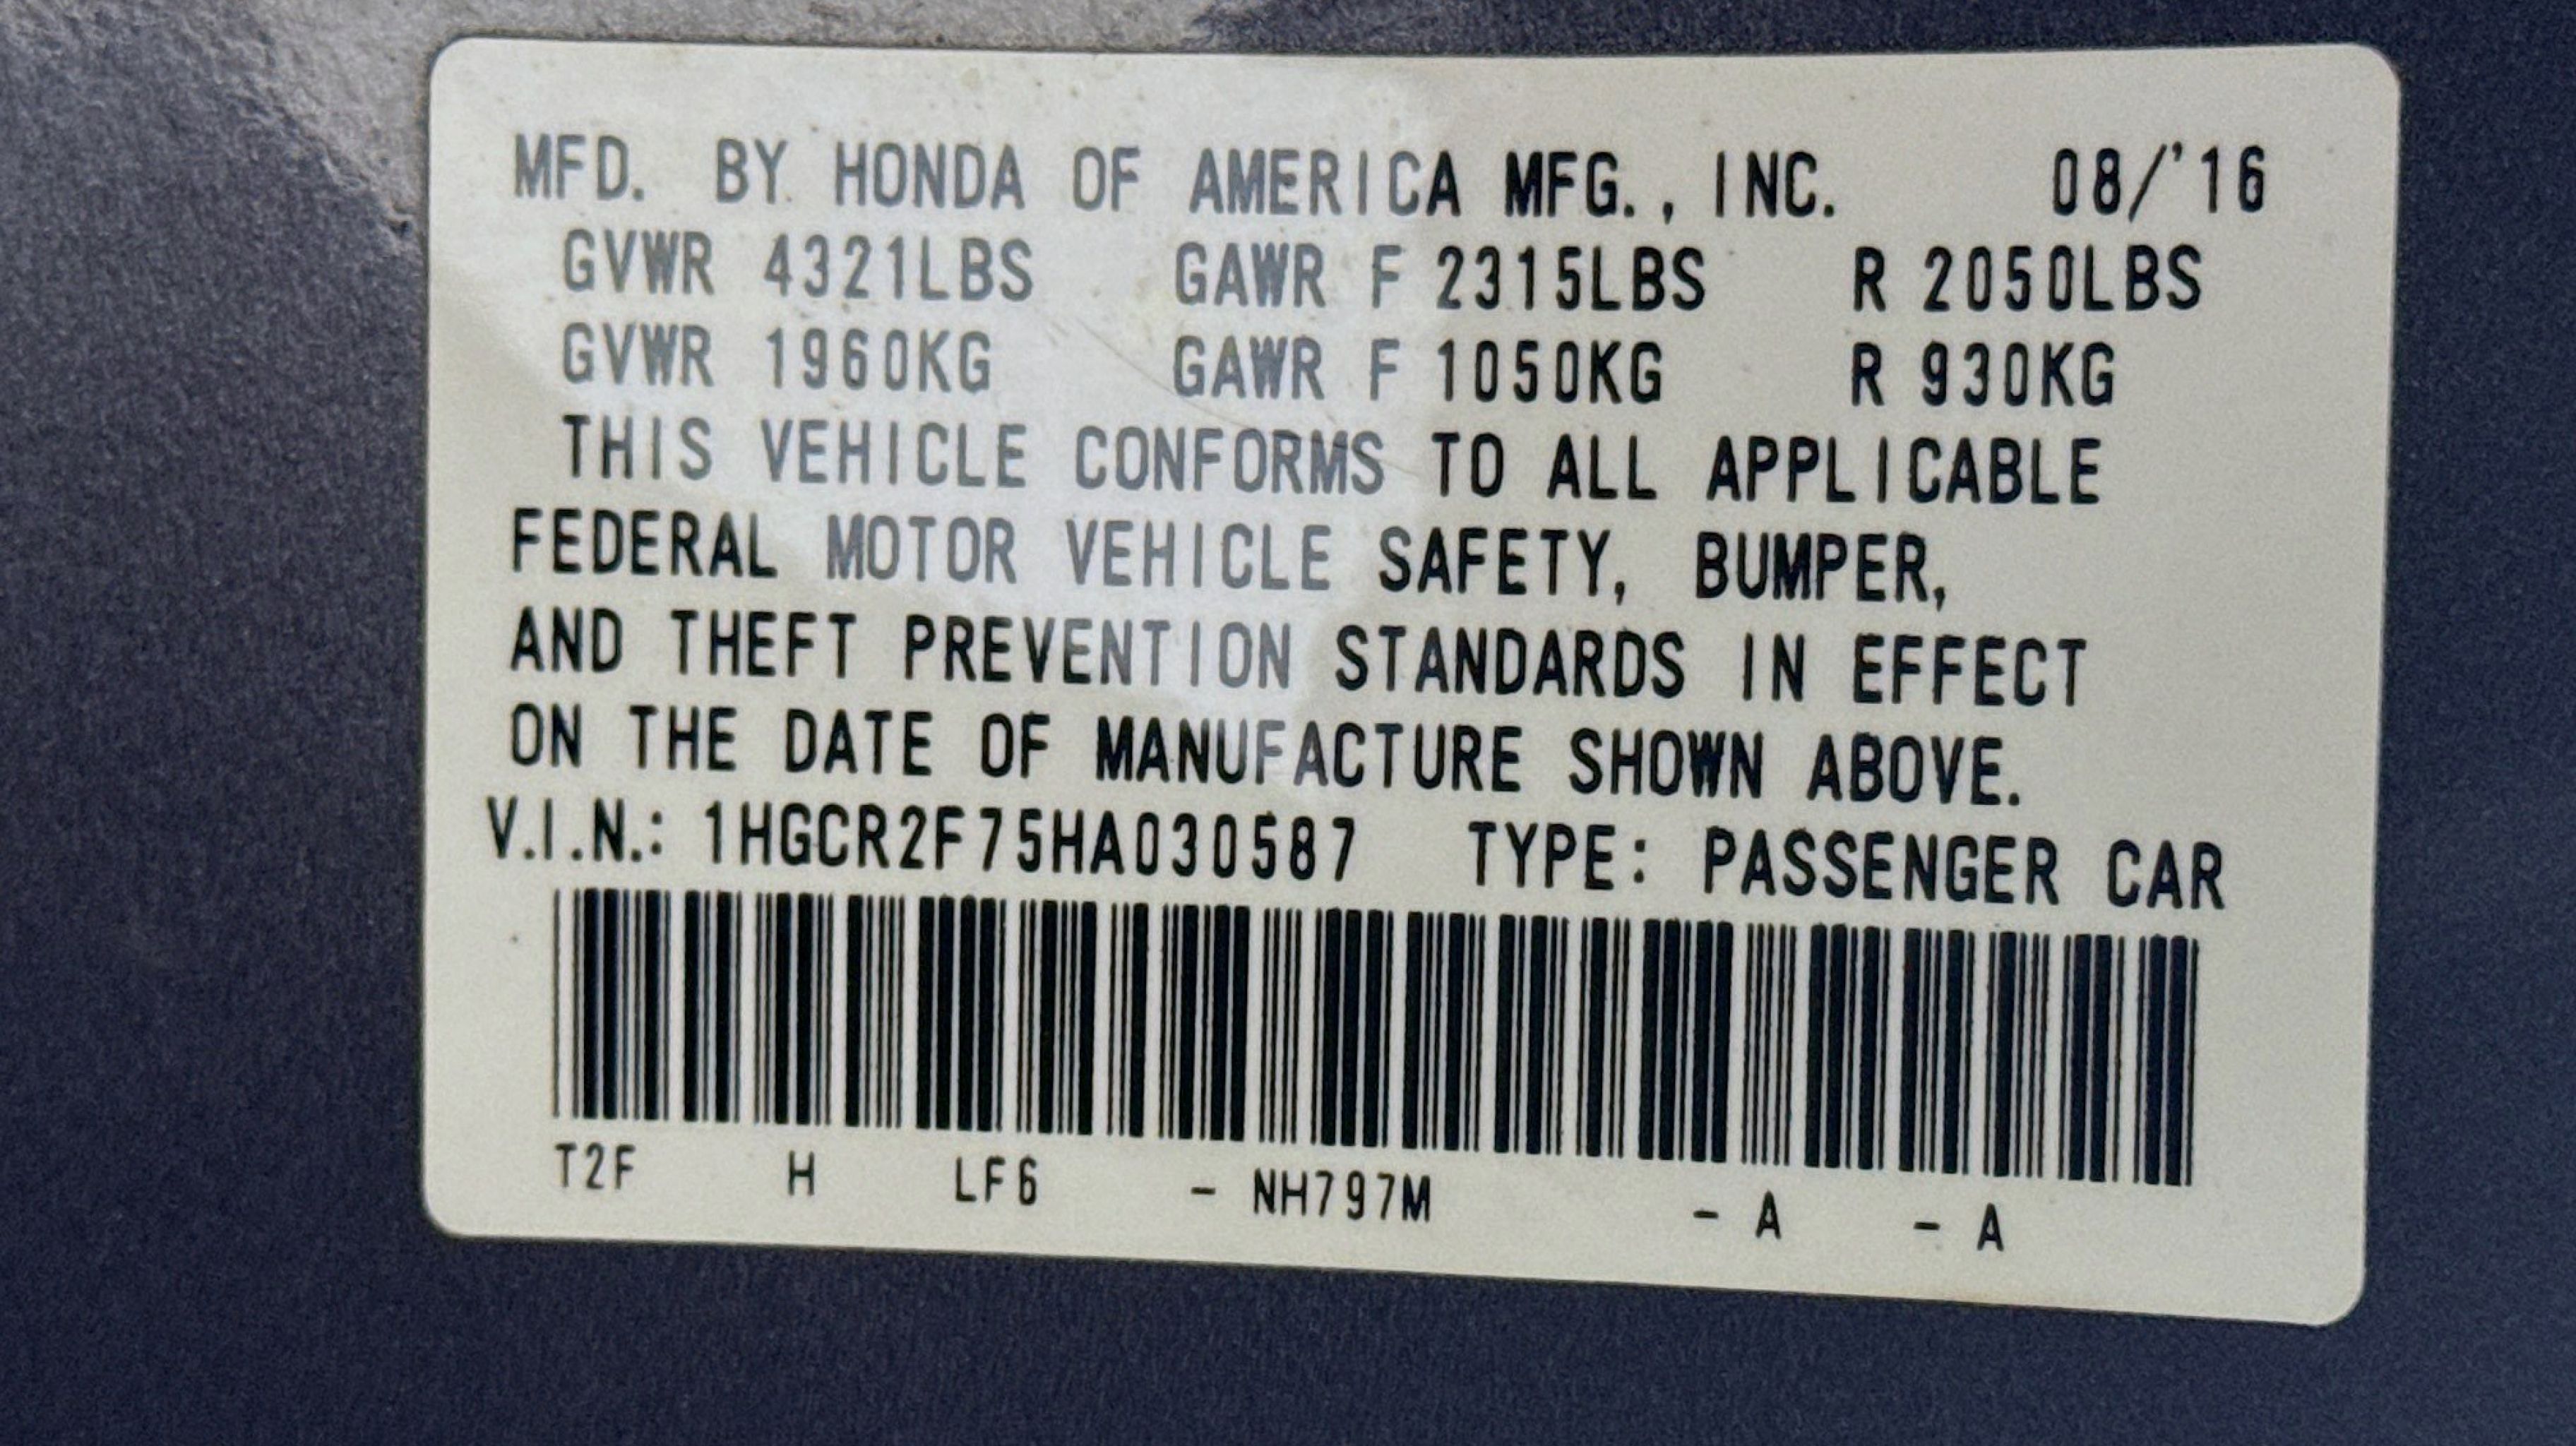 MFD. BY HONDA OF AMERICA MFG., INC. 08/'16
GVWR 4321LBS GAWR F 2315LBS R 2050LBS
GVWR 1960KG GAWR F 1050KG R 930KG
THIS VEHICLE CONFORMS TO ALL APPLICABLE
FEDERAL MOTOR VEHICLE SAFETY, BUMPER,
AND THEFT PREVENTION STANDARDS IN EFFECT
ON THE DATE OF MANUFACTURE SHOWN ABOVE.
V.I.N.: 1HGCR2F75HA030587 TYPE: PASSENGER CAR
T2F H LF6 - NH797M - A - A